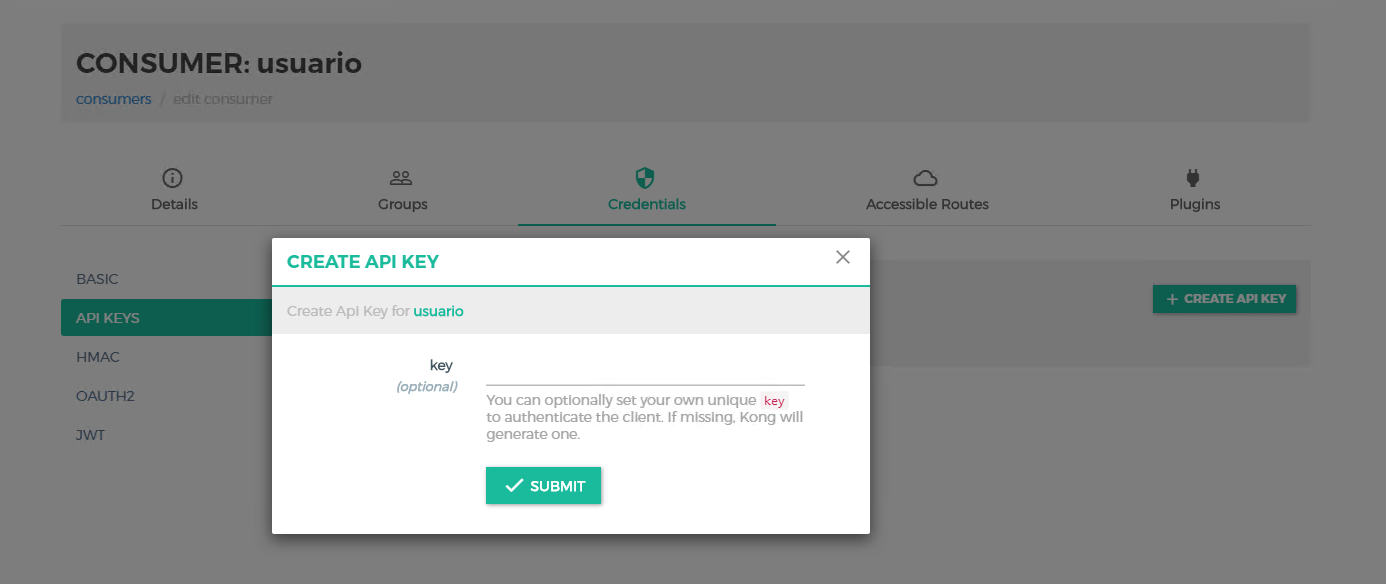 CONSUMER: usuario
consumers / edit consumer
Details
Groups
Credentials
Accessible Routes
Plugins
BASIC
API KEYS
HMAC
OAUTH2
JWT
+ CREATE API KEY
CREATE API KEY
Create Api Key for usuario
key
(optional)
You can optionally set your own unique key
to authenticate the client. If missing, Kong will
generate one.
SUBMIT